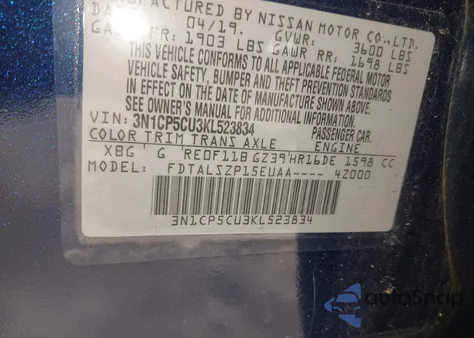 MANUFACTURED BY NISSAN MOTOR CO., LTD.
04/19. GVWR: 3600 LBS
FR: 1903 LBS GAWR RR: 1698 LBS
THIS VEHICLE CONFORMS TO ALL APPLICABLE FEDERAL MOTOR
VEHICLE SAFETY, BUMPER AND THEFT PREVENTION STANDARDS
IN EFFECT ON THE DATE OF MANUFACTURE SHOWN ABOVE.
SEE OWNER'S MANUAL FOR ADDITIONAL INFORMATION.
VIN: 3N1CP5CU3KL523834 PASSENGER CAR
COLOR TRIM TRANS AXLE ENGINE
XBG G RE0F11B GZ39 HR16DE 1598 CC
MODEL: FDTALSZP15EUAA---- 4Z000
3N1CP5CU3KL523834
autoSnap